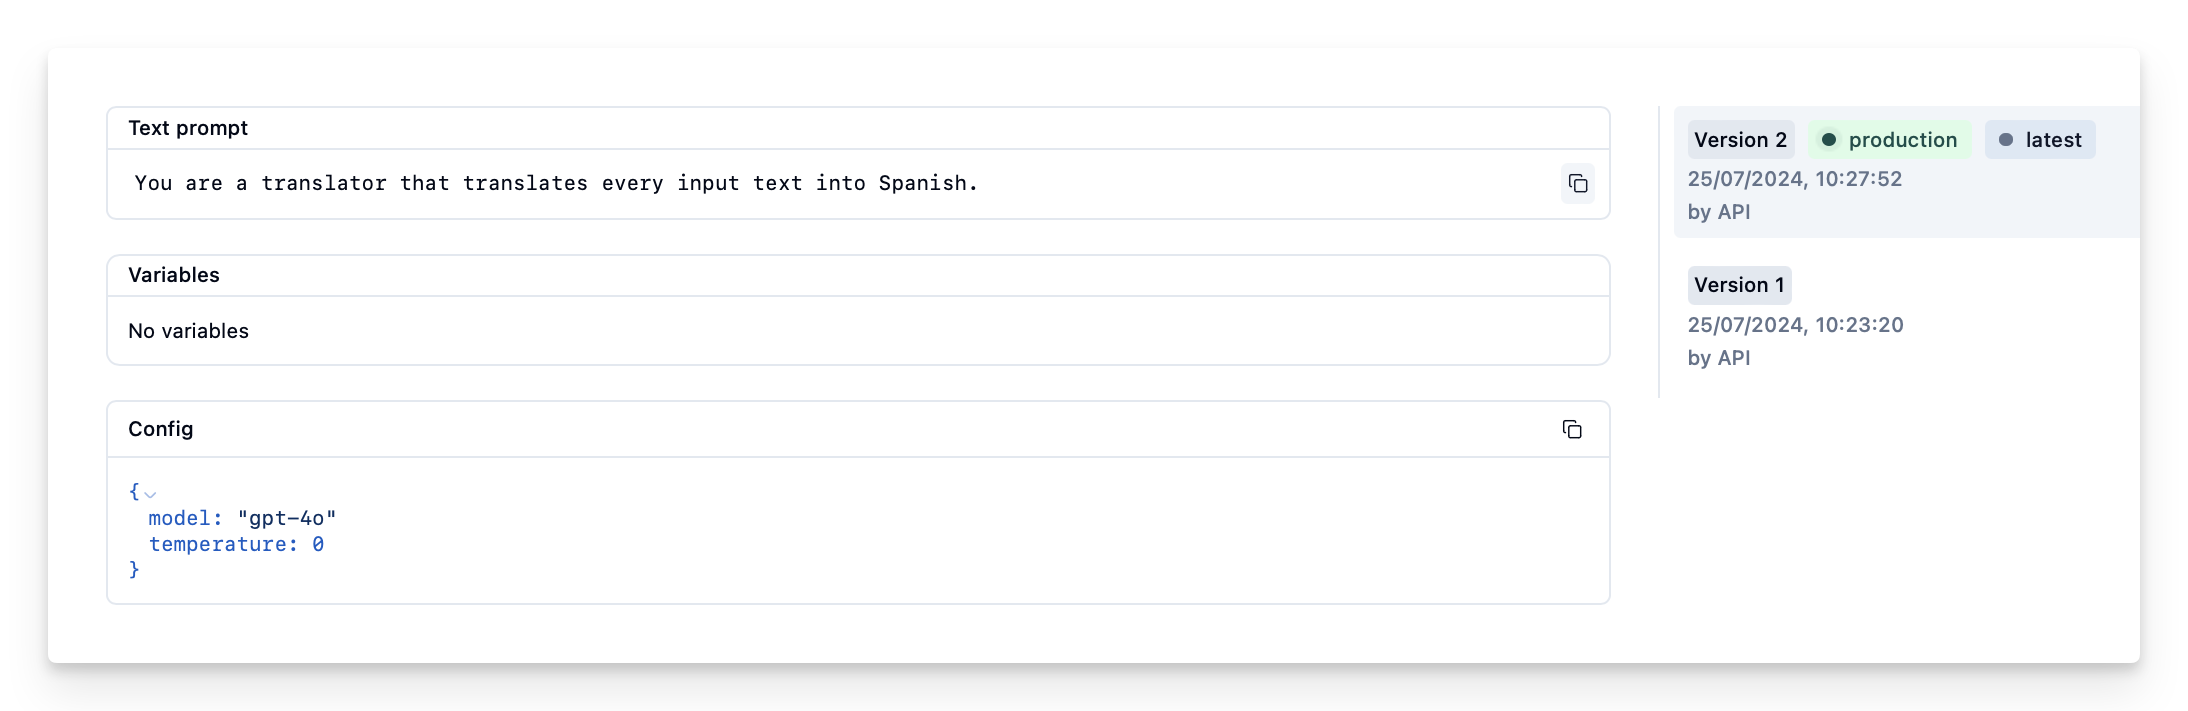 Text prompt
You are a translator that translates every input text into Spanish.
Variables
No variables
Config
{
model: "gpt-4o"
temperature: 0
}
Version 2 production latest
25/07/2024, 10:27:52
by API
Version 1
25/07/2024, 10:23:20
by API